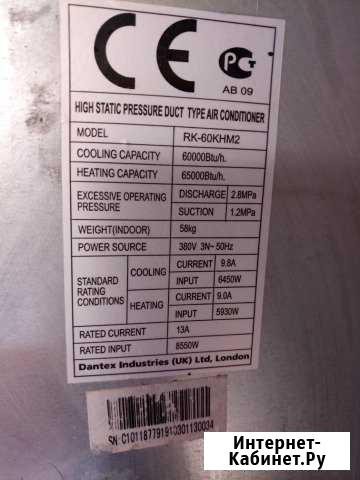 CE
РСТ
AB 09
HIGH STATIC PRESSURE DUCT TYPE AIR CONDITIONER
MODEL RK-60KHM2
COOLING CAPACITY 60000Btu/h.
HEATING CAPACITY 65000Btu/h.
EXCESSIVE OPERATING PRESSURE DISCHARGE 2.8MPa
SUCTION 1.2MPa
WEIGHT(INDOOR) 58kg
POWER SOURCE 380V 3N~ 50Hz
STANDARD RATING CONDITIONS COOLING CURRENT 9.8A
INPUT 6450W
HEATING CURRENT 9.0A
INPUT 5930W
RATED CURRENT 13A
RATED INPUT 8550W
Dantex Industries (UK) Ltd, London
SN: C101187791910301130034
Интернет-
Кабинет.Ру